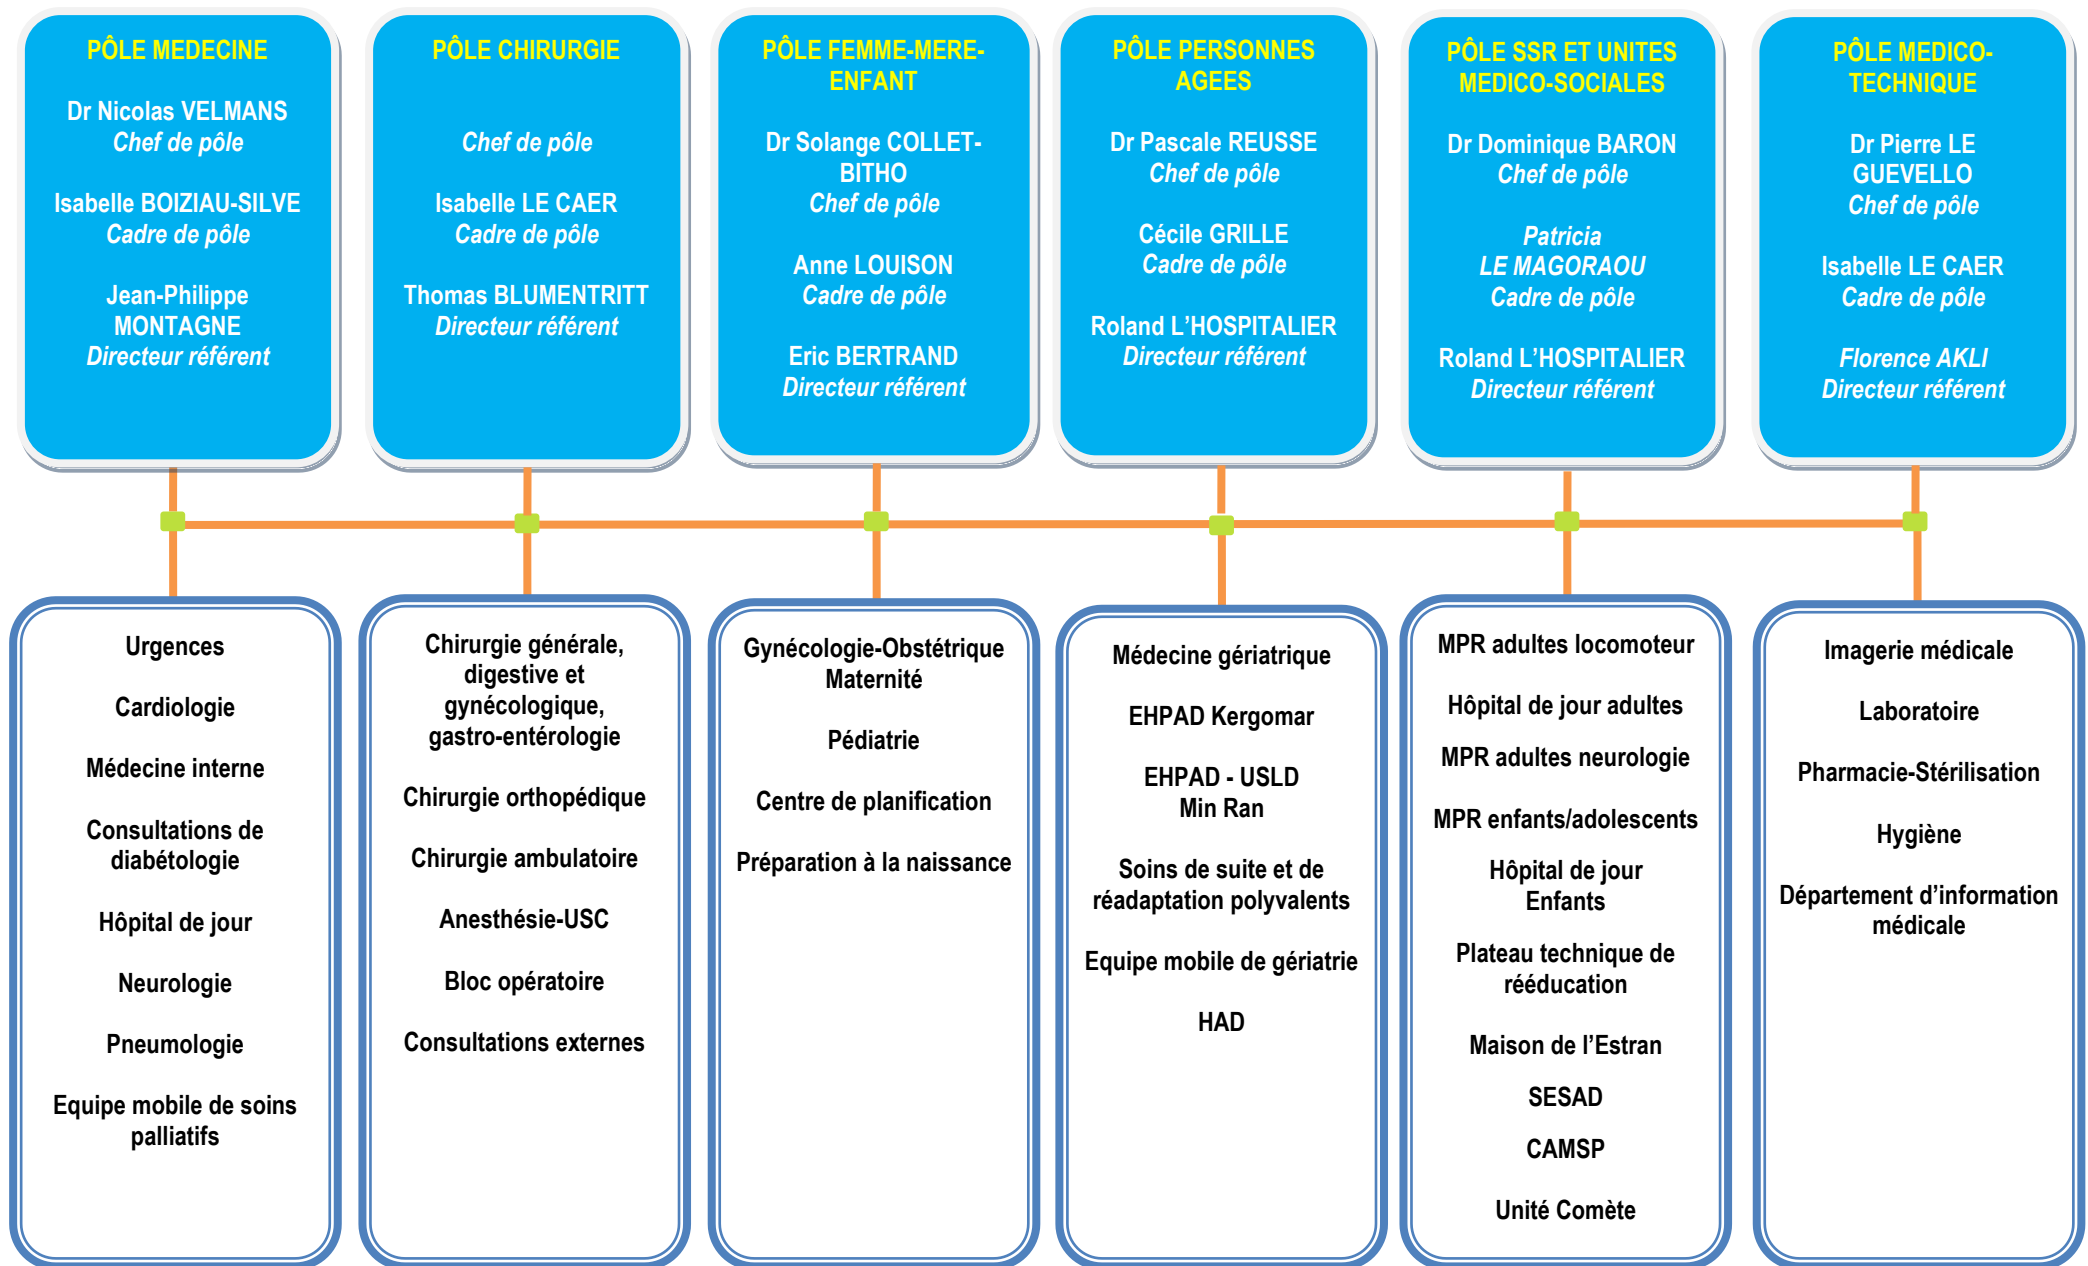 PÔLE MEDECINE
Dr Nicolas VELMANS
Chef de pôle
Isabelle BOIZIAU-SILVE
Cadre de pôle
Jean-Philippe
MONTAGNE
Directeur référent
PÔLE CHIRURGIE
Chef de pôle
Isabelle LE CAER
Cadre de pôle
Thomas BLUMENTRITT
Directeur référent
PÔLE FEMME-MERE-
ENFANT
Dr Solange COLLET-
BITHO
Chef de pôle
Anne LOUISON
Cadre de pôle
Eric BERTRAND
Directeur référent
PÔLE PERSONNES
AGEES
Dr Pascale REUSSE
Chef de pôle
Cécile GRILLE
Cadre de pôle
Roland L’HOSPITALIER
Directeur référent
PÔLE SSR ET UNITES
MEDICO-SOCIALES
Dr Dominique BARON
Chef de pôle
Patricia
LE MAGORAOU
Cadre de pôle
Roland L’HOSPITALIER
Directeur référent
PÔLE MEDICO-
TECHNIQUE
Dr Pierre LE
GUEVELLO
Chef de pôle
Isabelle LE CAER
Cadre de pôle
Florence AKLI
Directeur référent
Urgences
Cardiologie
Médecine interne
Consultations de
diabétologie
Hôpital de jour
Neurologie
Pneumologie
Equipe mobile de soins
palliatifs
Chirurgie générale,
digestive et
gynécologique,
gastro-entérologie
Chirurgie orthopédique
Chirurgie ambulatoire
Anesthésie-USC
Bloc opératoire
Consultations externes
Gynécologie-Obstétrique
Maternité
Pédiatrie
Centre de planification
Préparation à la naissance
Médecine gériatrique
EHPAD Kergomar
EHPAD - USLD
Min Ran
Soins de suite et de
réadaptation polyvalents
Equipe mobile de gériatrie
HAD
MPR adultes locomoteur
Hôpital de jour adultes
MPR adultes neurologie
MPR enfants/adolescents
Hôpital de jour
Enfants
Plateau technique de
rééducation
Maison de l’Estran
SESAD
CAMSP
Unité Comète
Imagerie médicale
Laboratoire
Pharmacie-Stérilisation
Hygiène
Département d’information
médicale